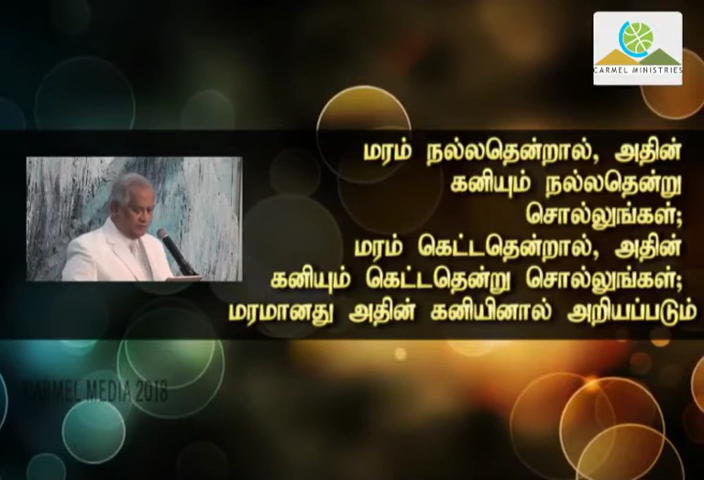 CARMEL MINISTRIES
மரம் நல்லதென்றால், அதின்
கனியும் நல்லதென்று
சொல்லுங்கள்;
மரம் கெட்டதென்றால், அதின்
கனியும் கெட்டதென்று சொல்லுங்கள்;
மரமானது அதின் கனியினால் அறியப்படும்
CARMEL MEDIA 2018